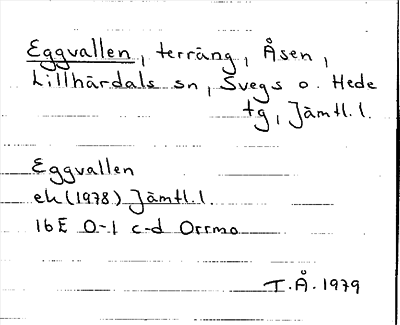 Eggvallen, terräng, Åsen,
Lillhärdals sn, Svegs o. Hede
tg, Jämtl. l.
Eggvallen
ek (1978) Jämtl. l.
16E 0-1 c-d Orrmo
T.Å. 1979